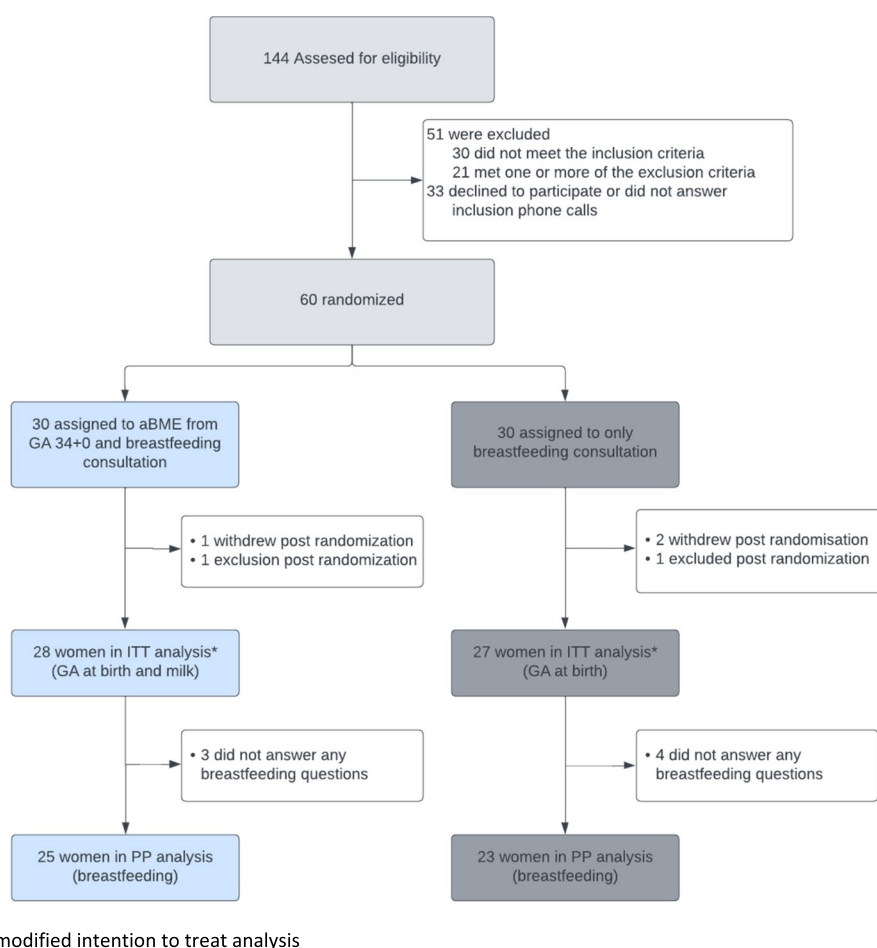 144 Assesed for eligibility
51 were excluded
30 did not meet the inclusion criteria
21 met one or more of the exclusion criteria
33 declined to participate or did not answer
inclusion phone calls
60 randomized
30 assigned to aBME from
GA 34+0 and breastfeeding
consultation
30 assigned to only
breastfeeding consultation
• 1 withdrew post randomization
• 1 exclusion post randomization
• 2 withdrew post randomisation
• 1 excluded post randomization
28 women in ITT analysis*
(GA at birth and milk)
27 women in ITT analysis*
(GA at birth)
• 3 did not answer any
breastfeeding questions
• 4 did not answer any
breastfeeding questions
25 women in PP analysis
(breastfeeding)
23 women in PP analysis
(breastfeeding)
modified intention to treat analysis